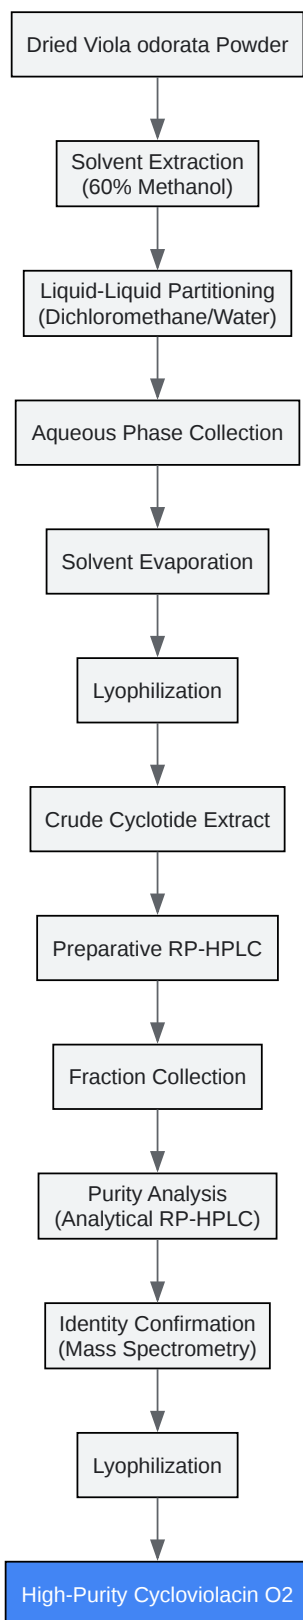 Dried Viola odorata Powder
Solvent Extraction
(60% Methanol)
Liquid-Liquid Partitioning
(Dichloromethane/Water)
Aqueous Phase Collection
Solvent Evaporation
Lyophilization
Crude Cyclotide Extract
Preparative RP-HPLC
Fraction Collection
Purity Analysis
(Analytical RP-HPLC)
Identity Confirmation
(Mass Spectrometry)
Lyophilization
High-Purity Cycloviolacin O2